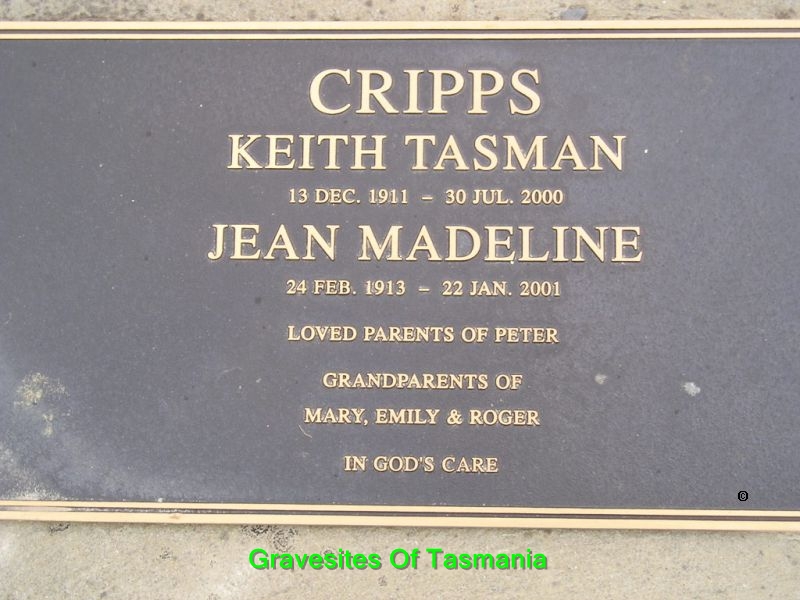 CRIPPS
KEITH TASMAN
13 DEC. 1911 – 30 JUL. 2000
JEAN MADELINE
24 FEB. 1913 – 22 JAN. 2001
LOVED PARENTS OF PETER
GRANDPARENTS OF
MARY, EMILY & ROGER
IN GOD'S CARE
©
Gravesites Of Tasmania